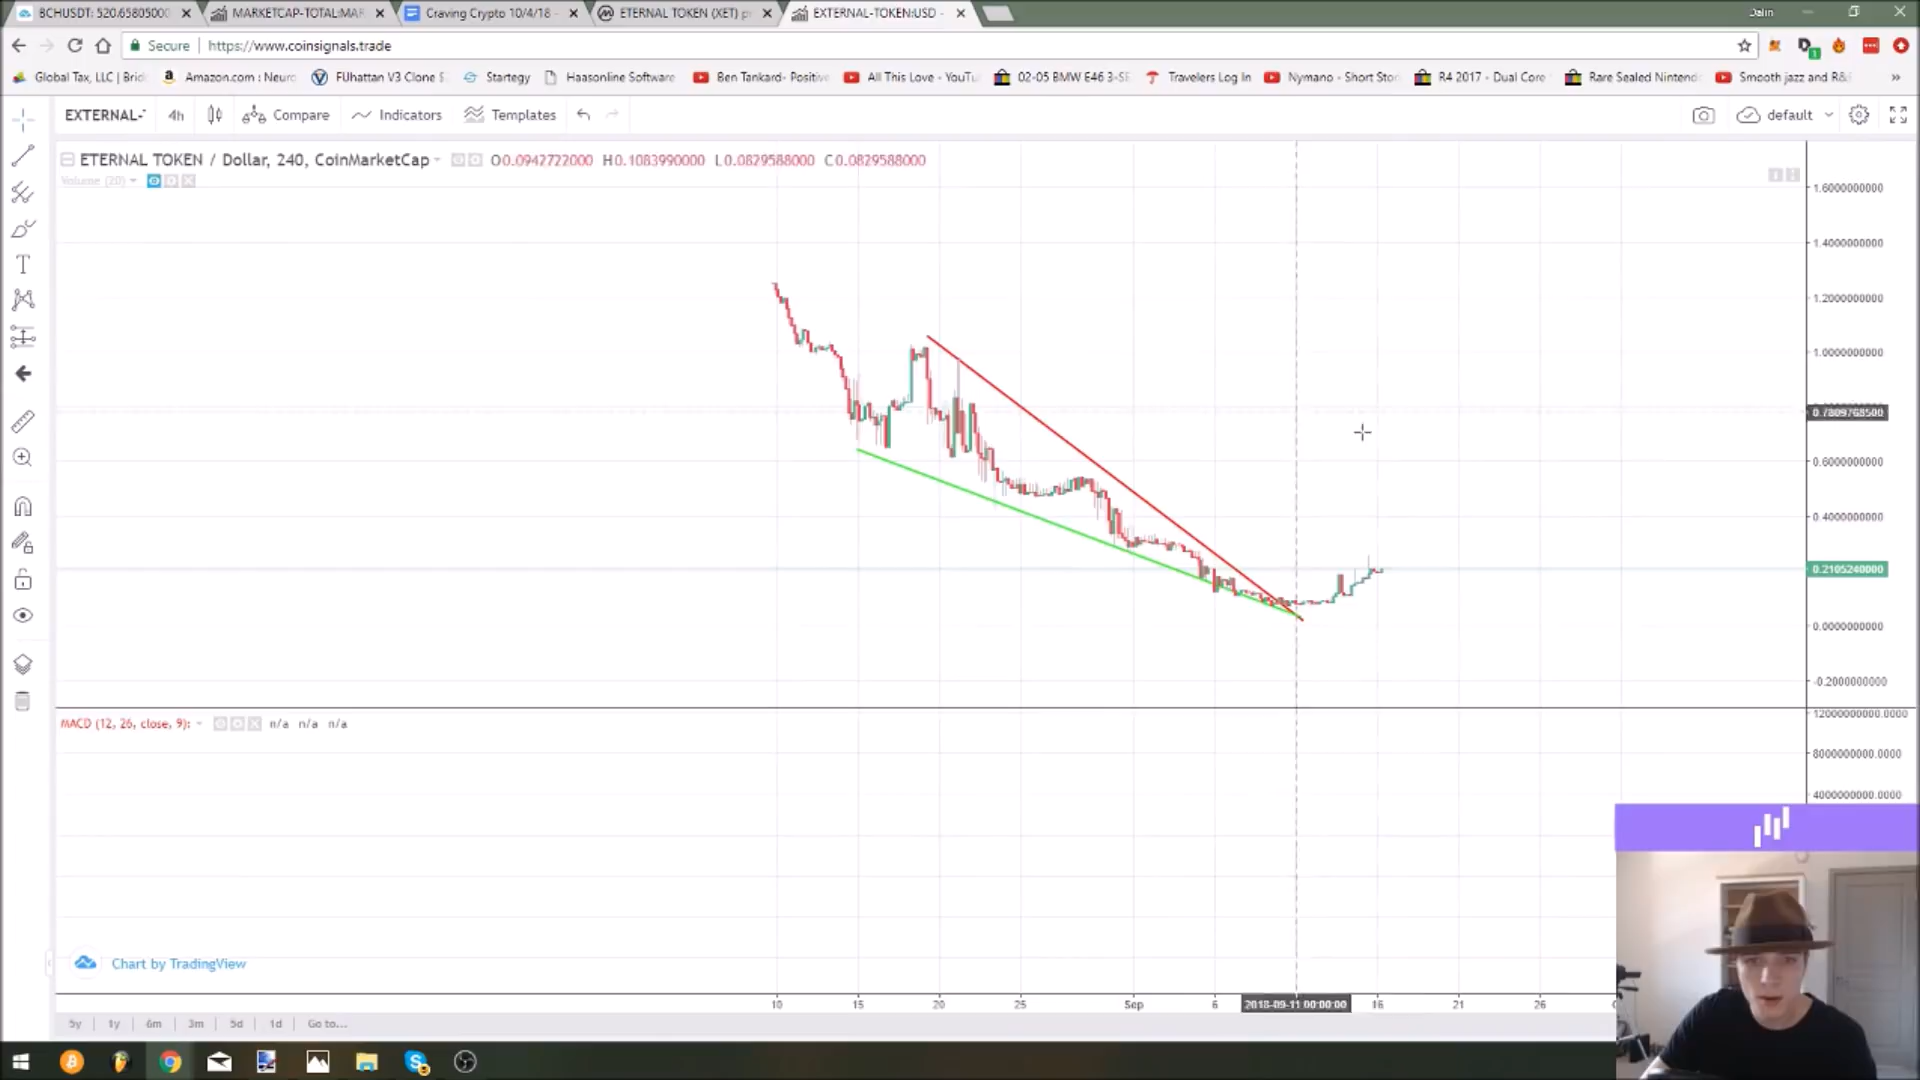 BCHUSDT: 520.65805000
MARKETCAP-TOTAL:MAR
Craving Crypto 10/4/18 -
ETERNAL TOKEN (XET) p
EXTERNAL-TOKEN:USD -
Dalin
Secure
https://www.coinsignals.trade
Global Tax, LLC | Brid
Amazon.com : Neuro
FUhattan V3 Clone
Startegy
Haasonline Software
Ben Tankard- Positiv
All This Love - YouTu
02-05 BMW E46 3-SE
Travelers Log In
Nymano - Short Sto
R4 2017 - Dual Core
Rare Sealed Nintend
Smooth jazz and R&
EXTERNAL-T
4h
Compare
Indicators
Templates
default
ETERNAL TOKEN / Dollar, 240, CoinMarketCap
O0.0942722000 H0.1083990000 L0.0829588000 C0.0829588000
Volume (20)
1.6000000000
1.4000000000
1.2000000000
1.0000000000
0.7809768500
0.6000000000
0.4000000000
0.2105240000
0.0000000000
-0.2000000000
MACD (12, 26, close, 9):
n/a n/a n/a
12000000000.0000
8000000000.0000
4000000000.0000
Chart by TradingView
10
15
20
25
Sep
6
2018-09-11 00:00:00
16
21
26
5y
1y
6m
3m
5d
1d
Go to...